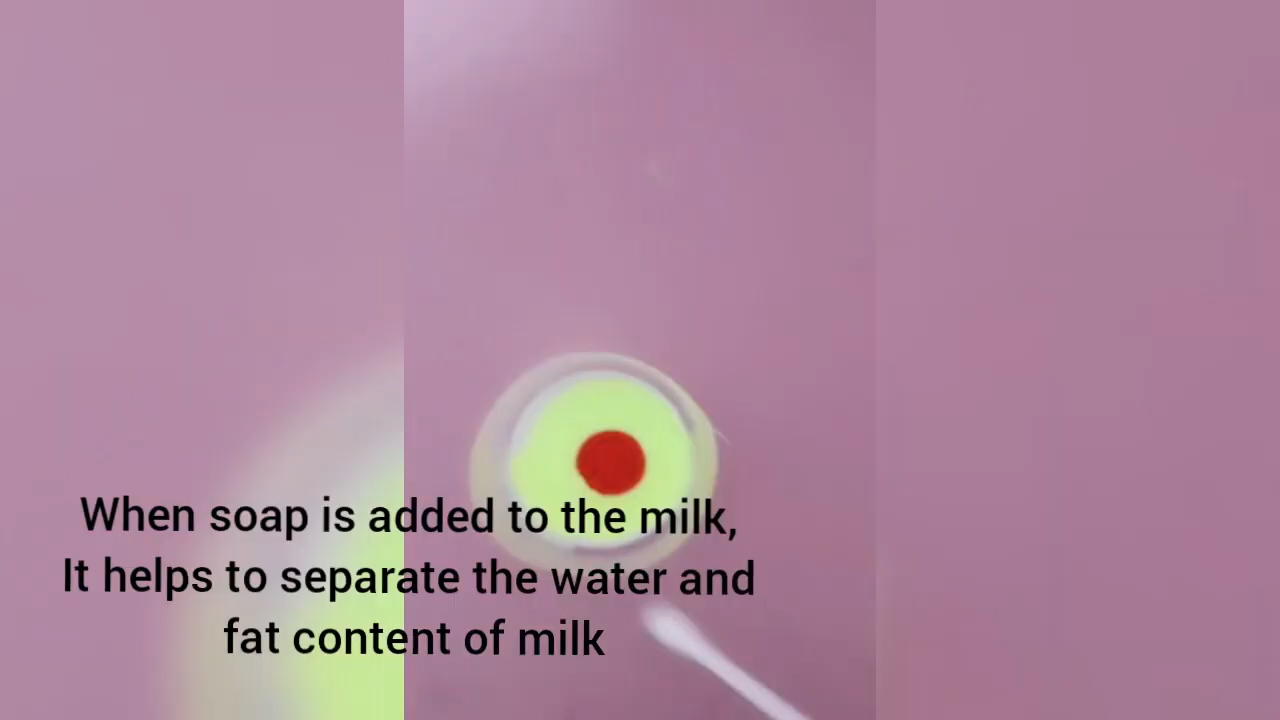 When soap is added to the milk,
It helps to separate the water and
fat content of milk